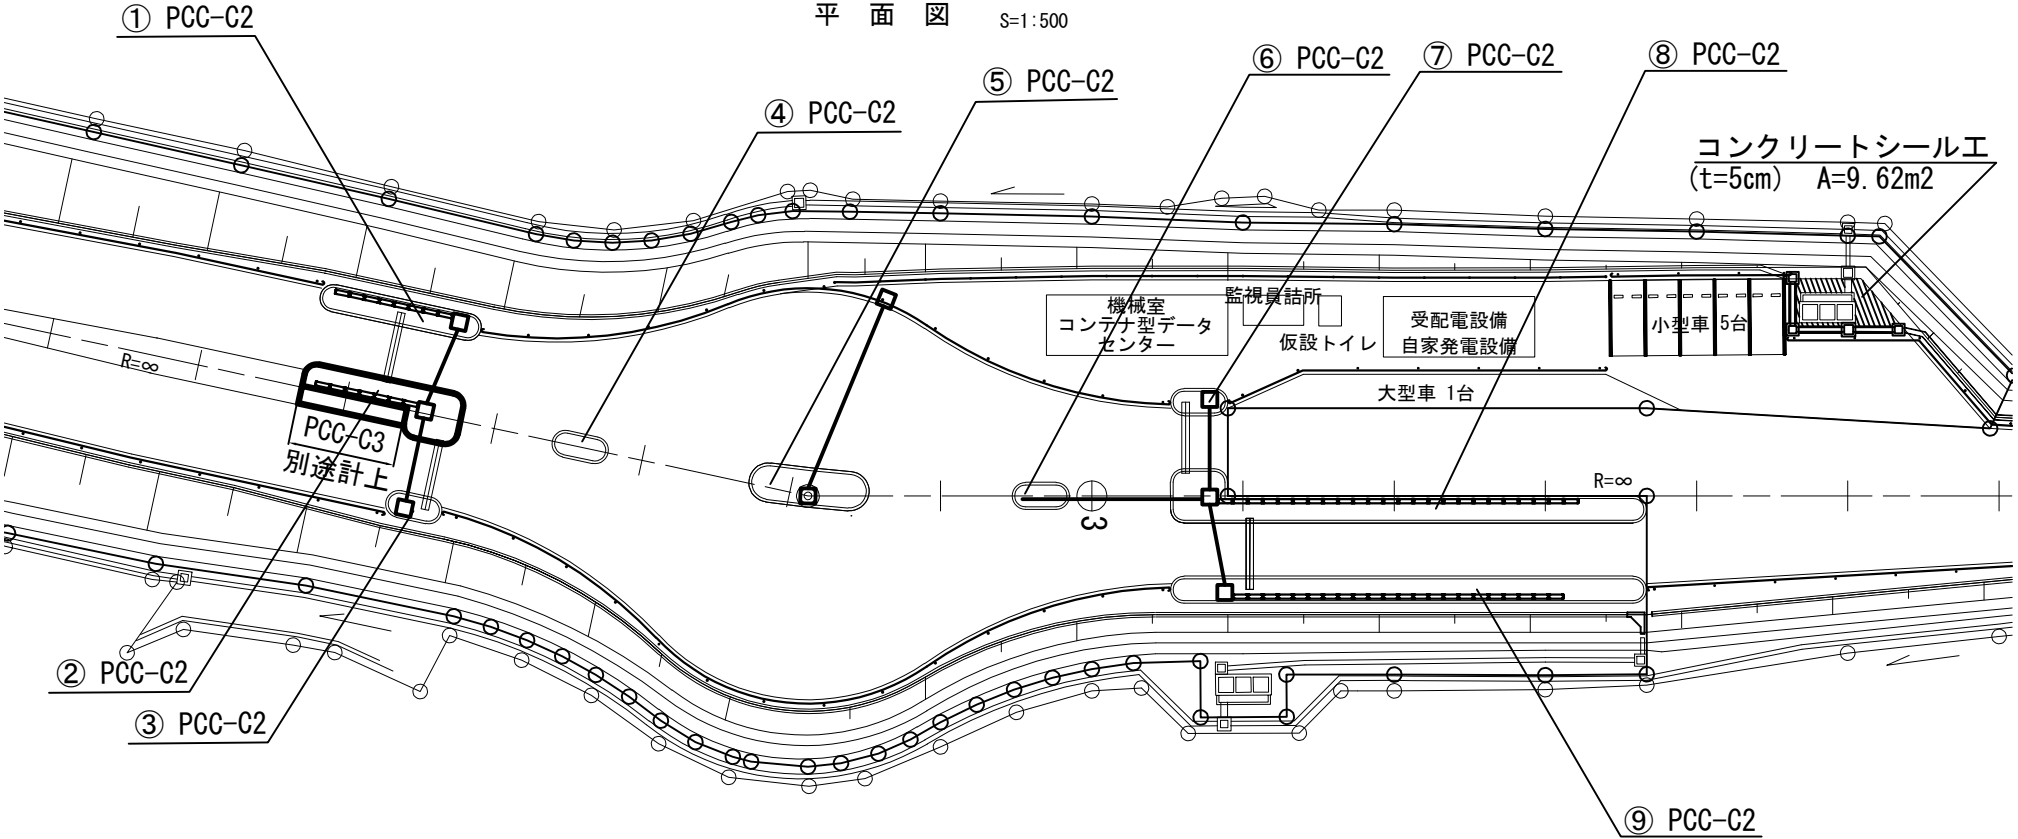 平 面 図 S=1:500
① PCC-C2
④ PCC-C2
⑤ PCC-C2
⑥ PCC-C2
⑦ PCC-C2
⑧ PCC-C2
コンクリートシール工
(t=5cm) A=9.62m2
機械室
コンテナ型データ
センター
監視員詰所
仮設トイレ
受配電設備
自家発電設備
小型車 5台
大型車 1台
R=∞
PCC-C3
別途計上
R=∞
3
② PCC-C2
③ PCC-C2
⑨ PCC-C2